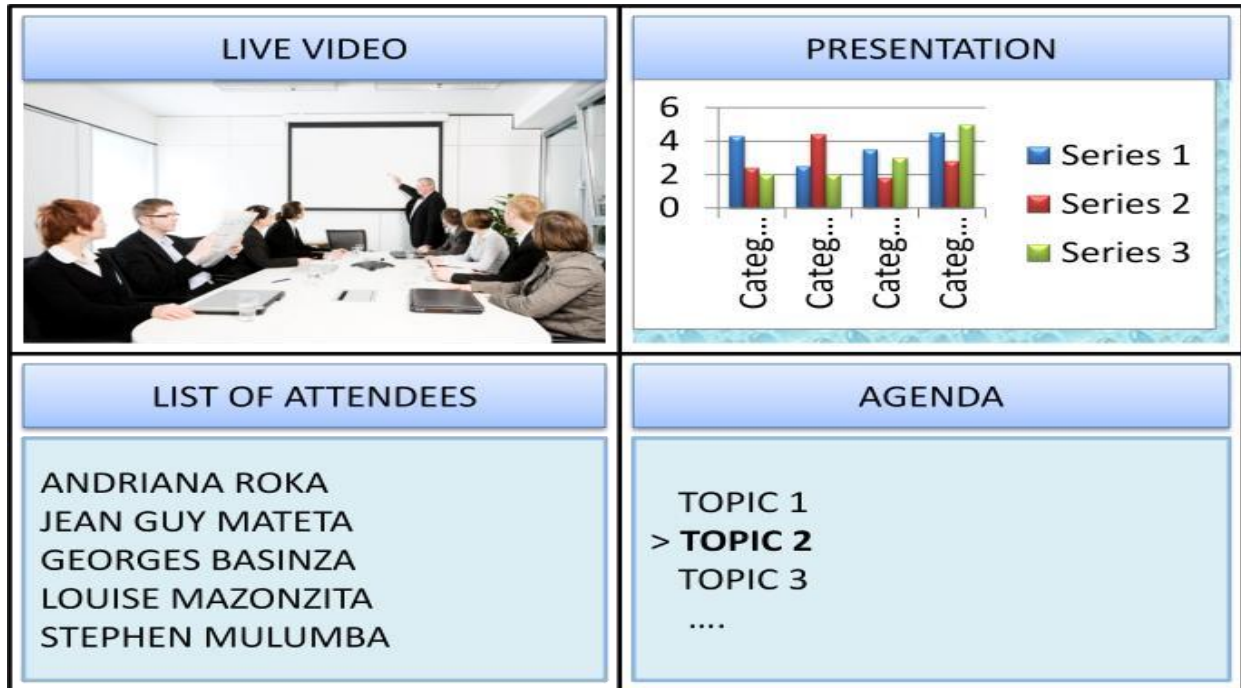 LIVE VIDEO
PRESENTATION
6
4
2
0
Categ...
Categ...
Categ...
Categ...
Series 1
Series 2
Series 3
LIST OF ATTENDEES
ANDRIANA ROKA
JEAN GUY MATETA
GEORGES BASINZA
LOUISE MAZONZITA
STEPHEN MULUMBA
AGENDA
TOPIC 1
> TOPIC 2
TOPIC 3
....